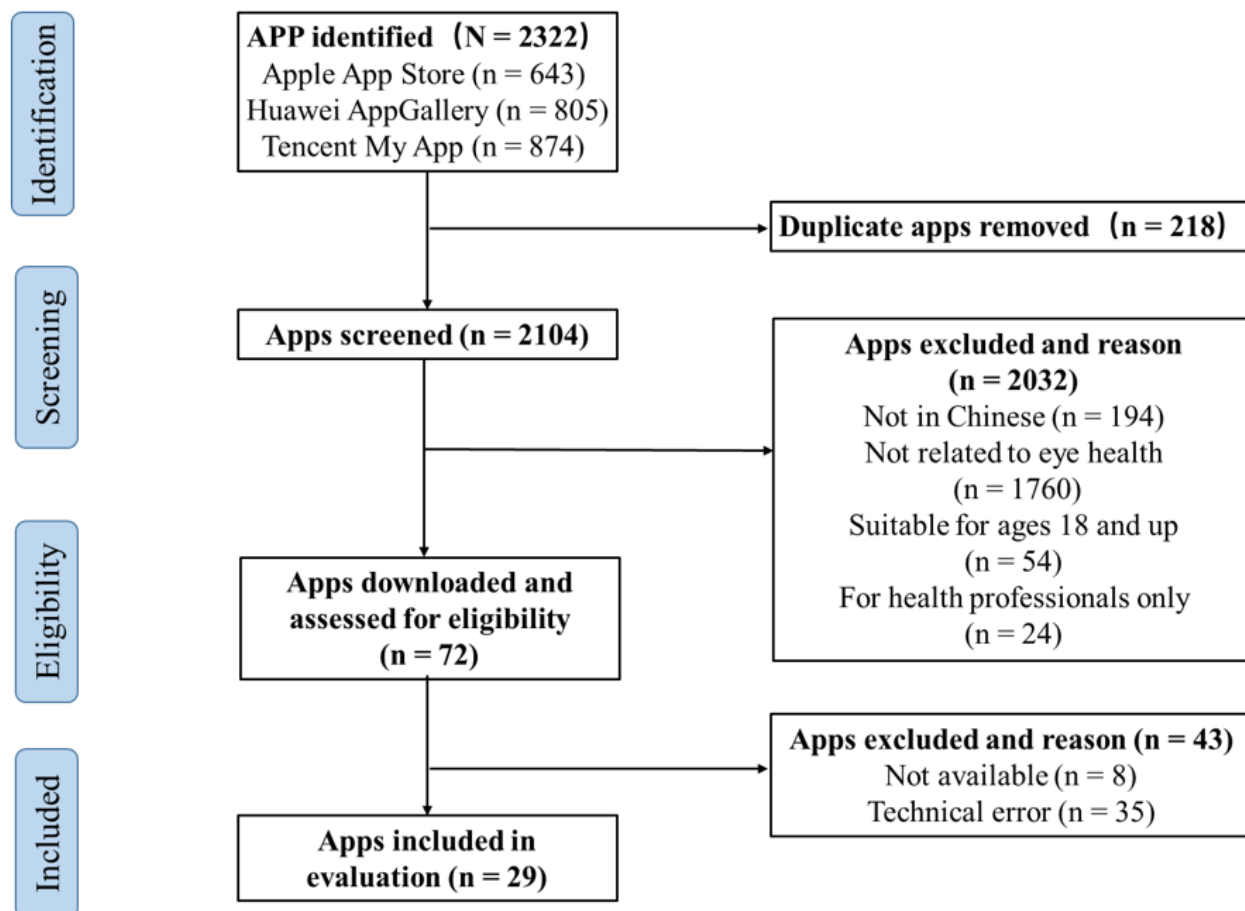 Identification
APP identified（N = 2322）
Apple App Store (n = 643)
Huawei AppGallery (n = 805)
Tencent My App (n = 874)
Duplicate apps removed（n = 218）
Screening
Apps screened (n = 2104)
Apps excluded and reason
(n = 2032)
Not in Chinese (n = 194)
Not related to eye health
(n = 1760)
Suitable for ages 18 and up
(n = 54)
For health professionals only
(n = 24)
Eligibility
Apps downloaded and
assessed for eligibility
(n = 72)
Apps excluded and reason (n = 43)
Not available (n = 8)
Technical error (n = 35)
Included
Apps included in
evaluation (n = 29)